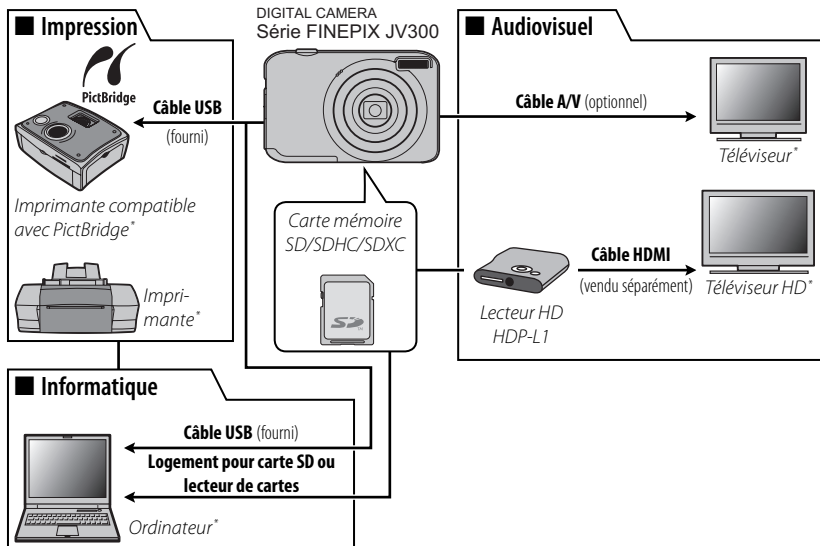 ■ Impression
PictBridge
Imprimante compatible
avec PictBridge*
Impri-
mante*
Câble USB
(fourni)
DIGITAL CAMERA
Série FINEPIX JV300
Carte mémoire
SD/SDHC/SDXC
SD
■ Audiovisuel
Câble A/V (optionnel)
Téléviseur*
Lecteur HD
HDP-L1
Câble HDMI
(vendu séparément)
Téléviseur HD*
■ Informatique
Câble USB (fourni)
Logement pour carte SD ou
lecteur de cartes
Ordinateur*